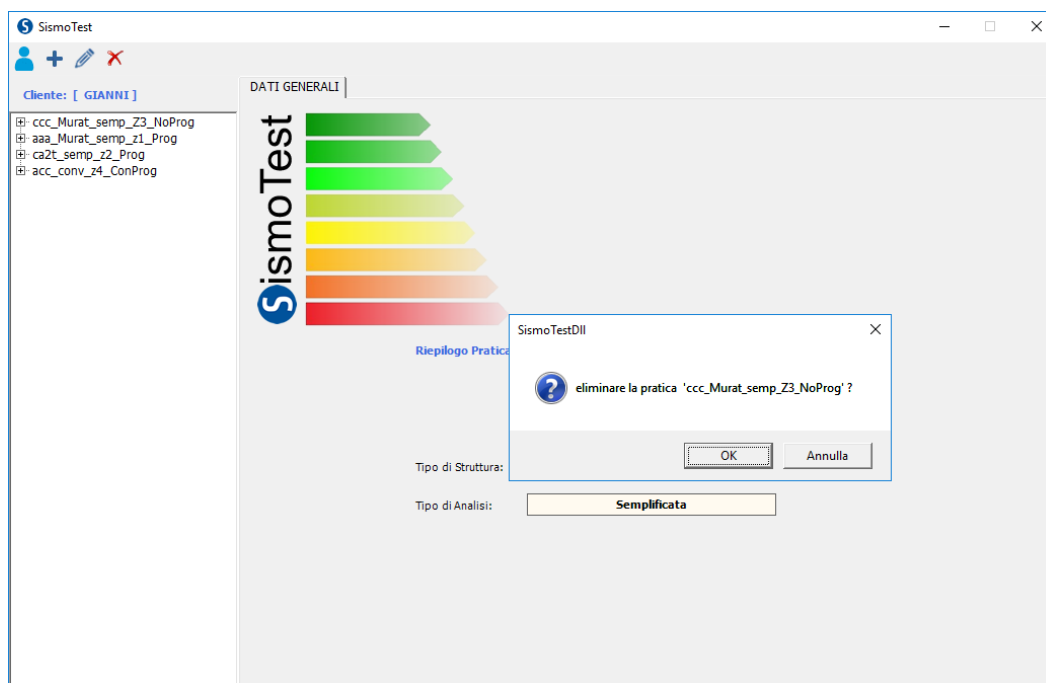 SismoTest
Cliente: [ GIANNI ]
DATI GENERALI
ccc_Murat_semp_Z3_NoProg
aaa_Murat_semp_z1_Prog
ca2t_semp_z2_Prog
acc_conv_z4_ConProg
SismoTest
Riepilogo Pratica
SismoTestDll
eliminare la pratica 'ccc_Murat_semp_Z3_NoProg' ?
OK
Annulla
Tipo di Struttura:
Tipo di Analisi:
Semplificata